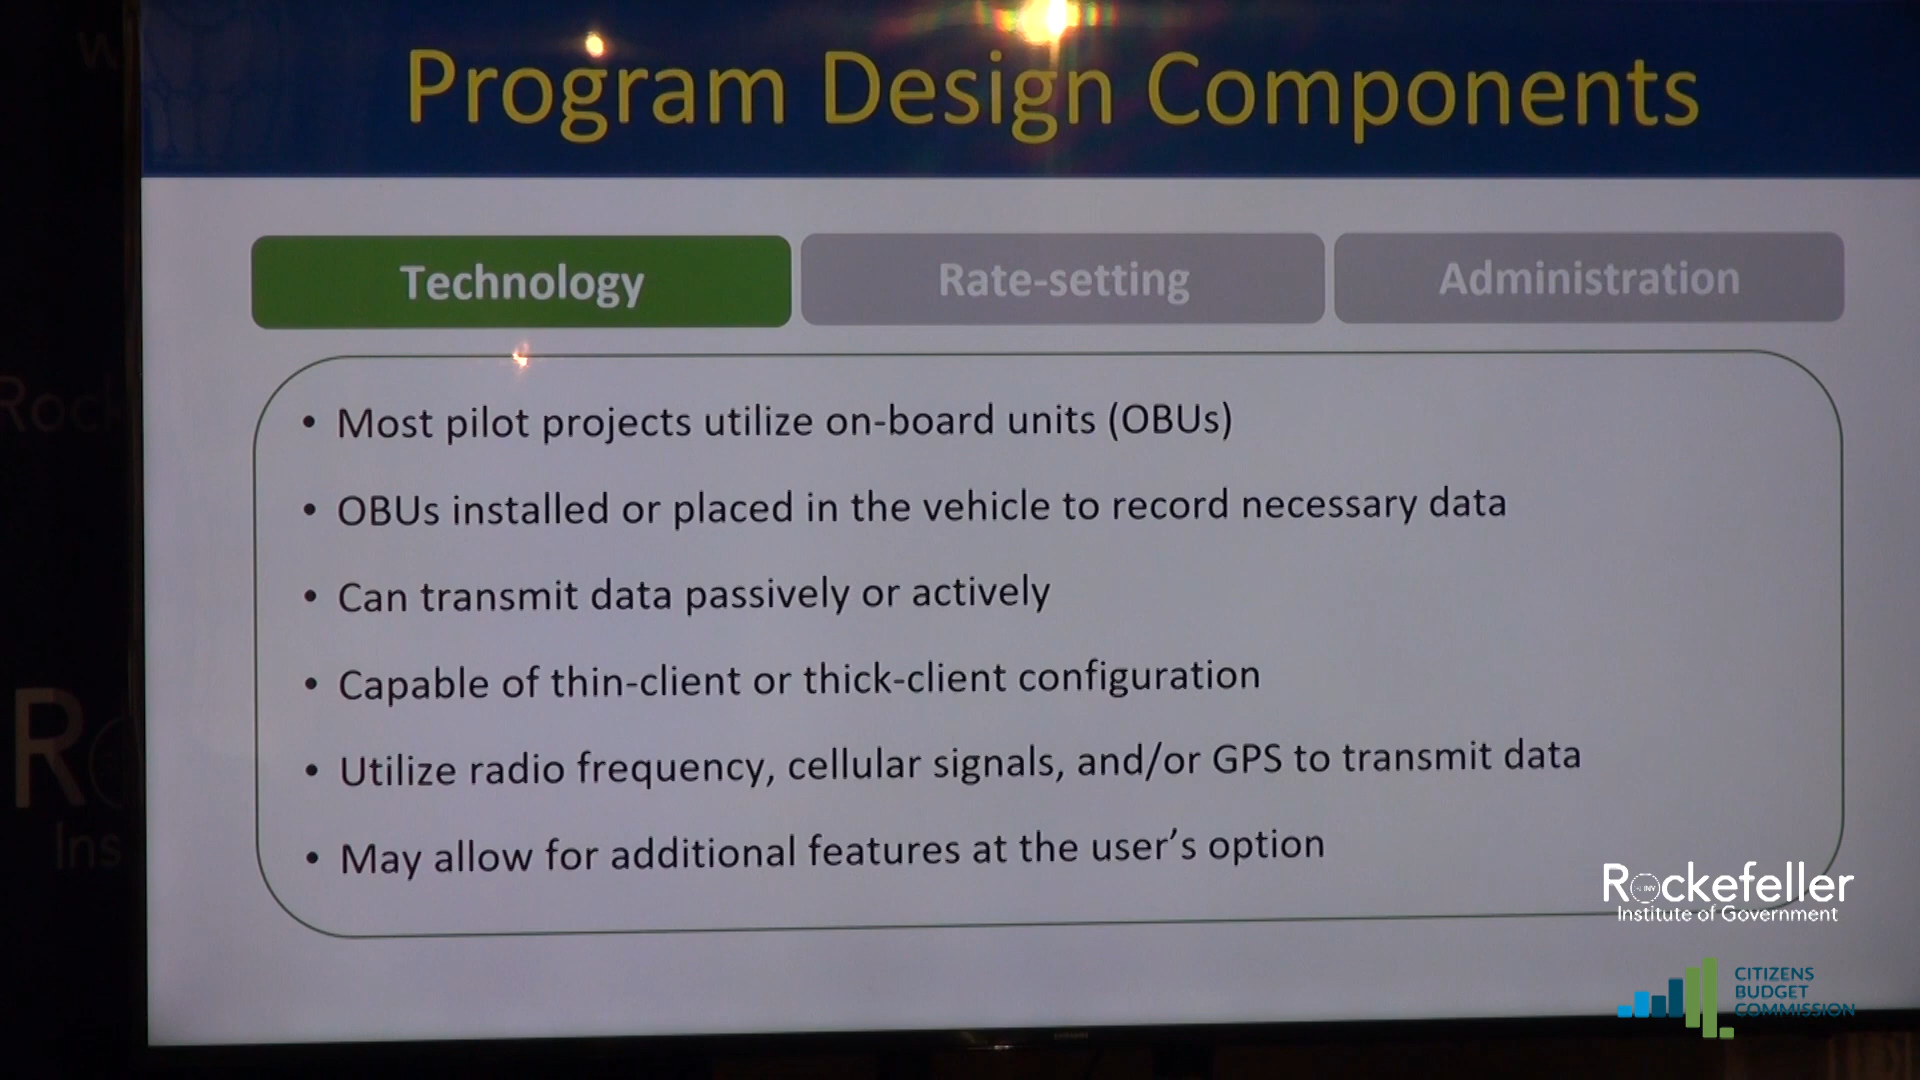 Program Design Components
Technology
Rate-setting
Administration
• Most pilot projects utilize on-board units (OBUs)
• OBUs installed or placed in the vehicle to record necessary data
• Can transmit data passively or actively
• Capable of thin-client or thick-client configuration
• Utilize radio frequency, cellular signals, and/or GPS to transmit data
• May allow for additional features at the user's option
Rockefeller
Institute of Government
CITIZENS
BUDGET
COMMISSION